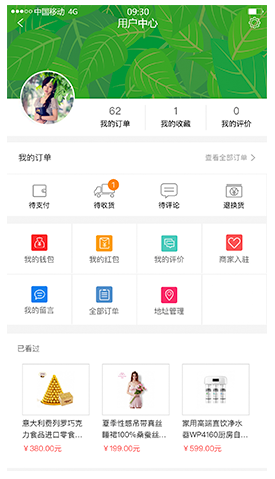 中国移动 4G 09:30
用户中心
62 1 0
我的订单 我的收藏 我的评价
我的订单 查看全部订单 >
1
待支付 待收货 待评论 退换货
我的钱包 我的红包 我的评价 商家入驻
我的留言 全部订单 地址管理
已看过
意大利费列罗巧克 夏季性感吊带真丝 家用高端直饮净水
力食品进口零食... 睡裙100%桑蚕丝... 器WP4160厨房自...
￥380.00元 ￥199.00元 ￥599.00元